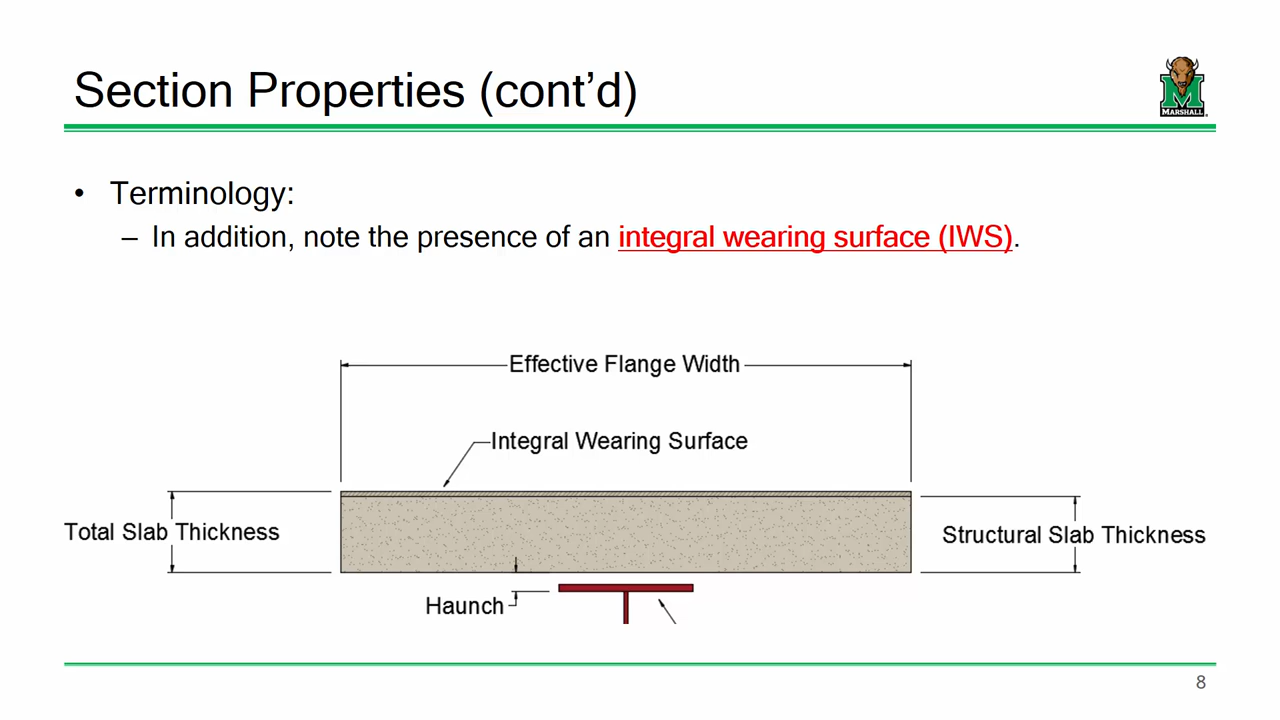 Section Properties (cont’d)
MARSHALL
• Terminology:
– In addition, note the presence of an integral wearing surface (IWS).
Effective Flange Width
Integral Wearing Surface
Total Slab Thickness
Structural Slab Thickness
Haunch
8